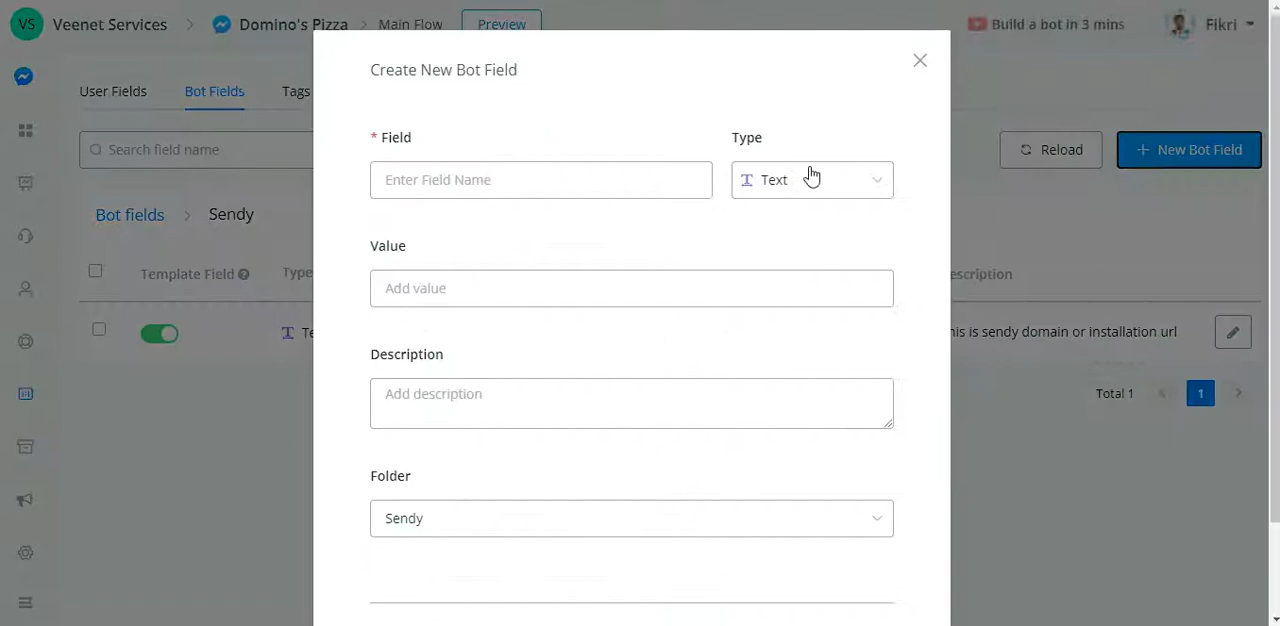 VS Veenet Services > Domino's Pizza > Main Flow Preview Build a bot in 3 mins Fikri
User Fields Bot Fields Tags
Search field name Reload + New Bot Field
Bot fields > Sendy
Template Field Type escription
T Te his is sendy domain or installation url
Total 1 1
Create New Bot Field
* Field Type
Enter Field Name T Text
Value
Add value
Description
Add description
Folder
Sendy